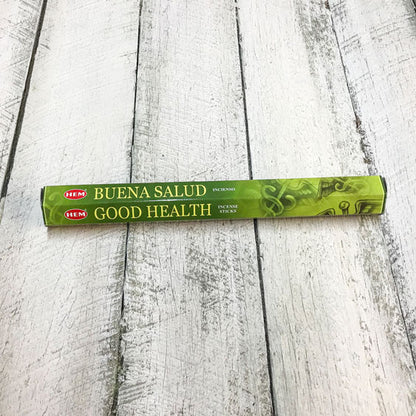 HEM BUENA SALUD INCIENSO
HEM GOOD HEALTH INCENSE
STICKS